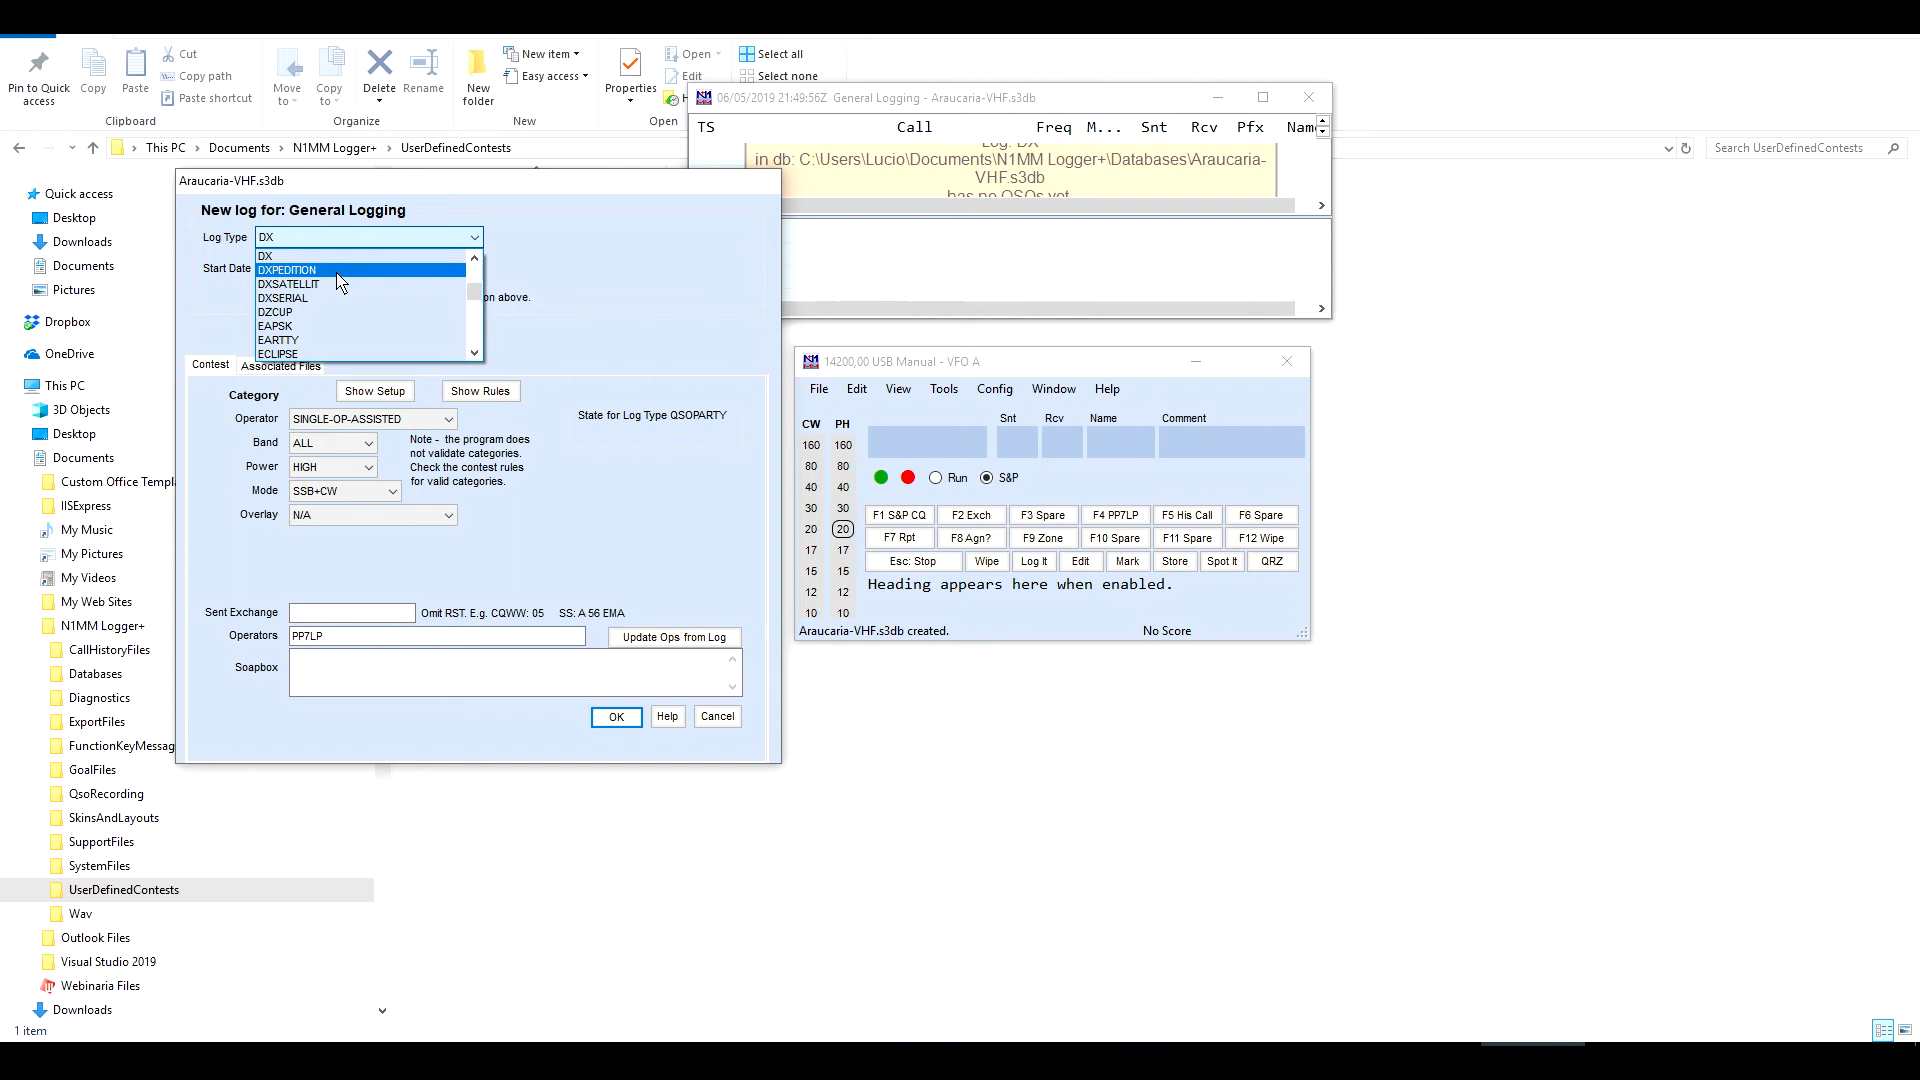 Pin to Quick access
Copy
Paste
Cut
Copy path
Paste shortcut
Clipboard
Move to
Copy to
Delete
Rename
Organize
New folder
New item
Easy access
New
Properties
Open
Edit
Open
Select all
Select none
This PC
Documents
N1MM Logger+
UserDefinedContests
Search UserDefinedContests
Quick access
Desktop
Downloads
Documents
Pictures
Dropbox
OneDrive
This PC
3D Objects
Desktop
Documents
Custom Office Templa
IISExpress
My Music
My Pictures
My Videos
My Web Sites
N1MM Logger+
CallHistoryFiles
Databases
Diagnostics
ExportFiles
FunctionKeyMessag
GoalFiles
QsoRecording
SkinsAndLayouts
SupportFiles
SystemFiles
UserDefinedContests
Wav
Outlook Files
Visual Studio 2019
Webinaria Files
Downloads
1 item
06/05/2019 21:49:56Z General Logging - Araucaria-VHF.s3db
TS Call Freq M... Snt Rcv Pfx Name
Log: DX
in db: C:\Users\Lucio\Documents\N1MM Logger+\Databases\Araucaria-
VHF.s3db
has no QSOs yet
Araucaria-VHF.s3db
New log for: General Logging
Log Type DX
DX
Start Date
DXPEDITION
DXSATELLIT
DXSERIAL
on above.
DZCUP
EAPSK
EARTTY
ECLIPSE
Contest
Associated Files
Category
Show Setup
Show Rules
State for Log Type QSOPARTY
Operator SINGLE-OP-ASSISTED
Band ALL
Power HIGH
Mode SSB+CW
Overlay N/A
Note - the program does
not validate categories.
Check the contest rules
for valid categories.
Sent Exchange
Omit RST. E.g. CQWW: 05 SS: A 56 EMA
Operators PP7LP
Update Ops from Log
Soapbox
OK
Help
Cancel
14200,00 USB Manual - VFO A
File Edit View Tools Config Window Help
Snt Rcv Name Comment
CW PH
160 160
80 80
40 40
30 30
20 20
17 17
15 15
12 12
10 10
Run
S&P
F1 S&P CQ
F2 Exch
F3 Spare
F4 PP7LP
F5 His Call
F6 Spare
F7 Rpt
F8 Agn?
F9 Zone
F10 Spare
F11 Spare
F12 Wipe
Esc: Stop
Wipe
Log It
Edit
Mark
Store
Spot It
QRZ
Heading appears here when enabled.
Araucaria-VHF.s3db created.
No Score